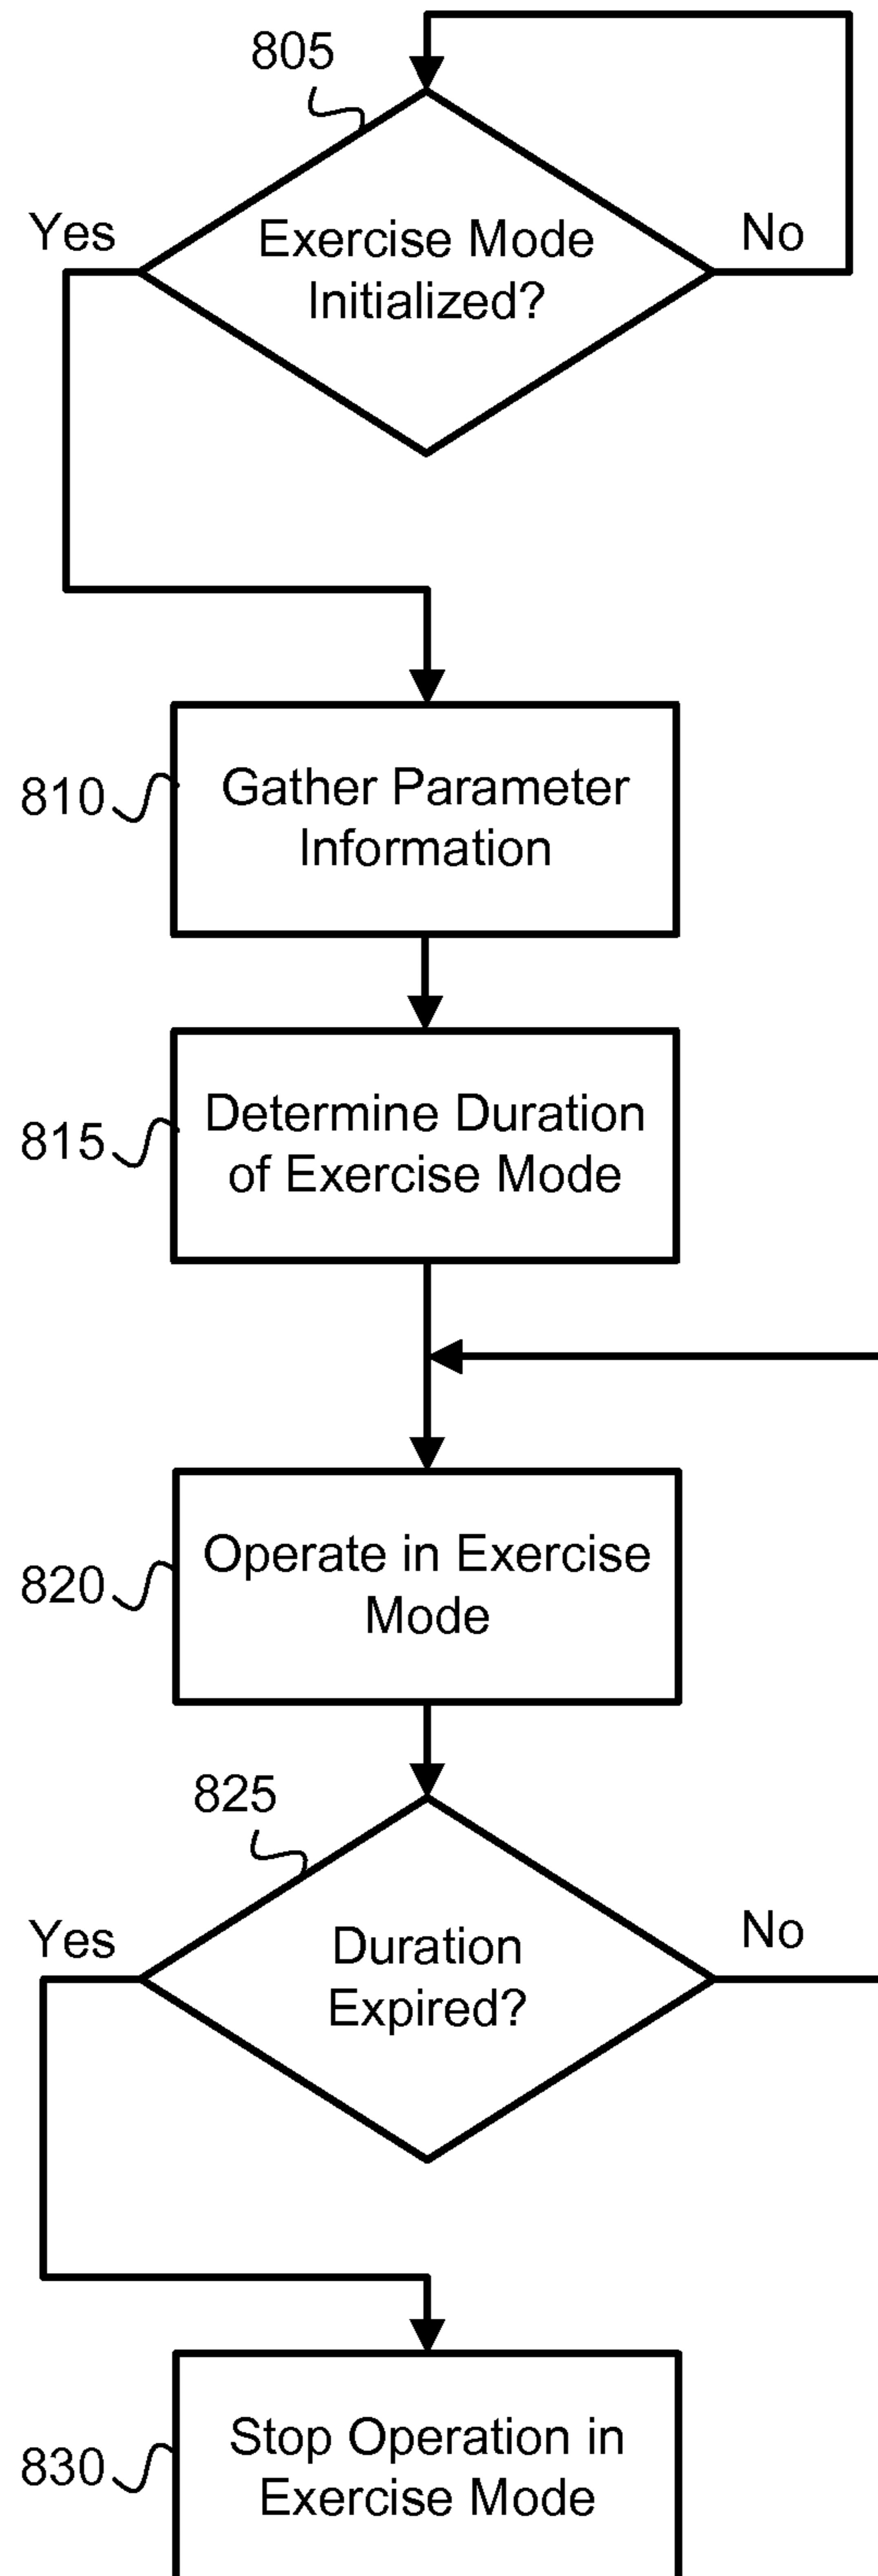 805
Yes
Exercise Mode
Initialized?
No
810
Gather Parameter
Information
815
Determine Duration
of Exercise Mode
820
Operate in Exercise
Mode
825
Yes
Duration
Expired?
No
830
Stop Operation in
Exercise Mode